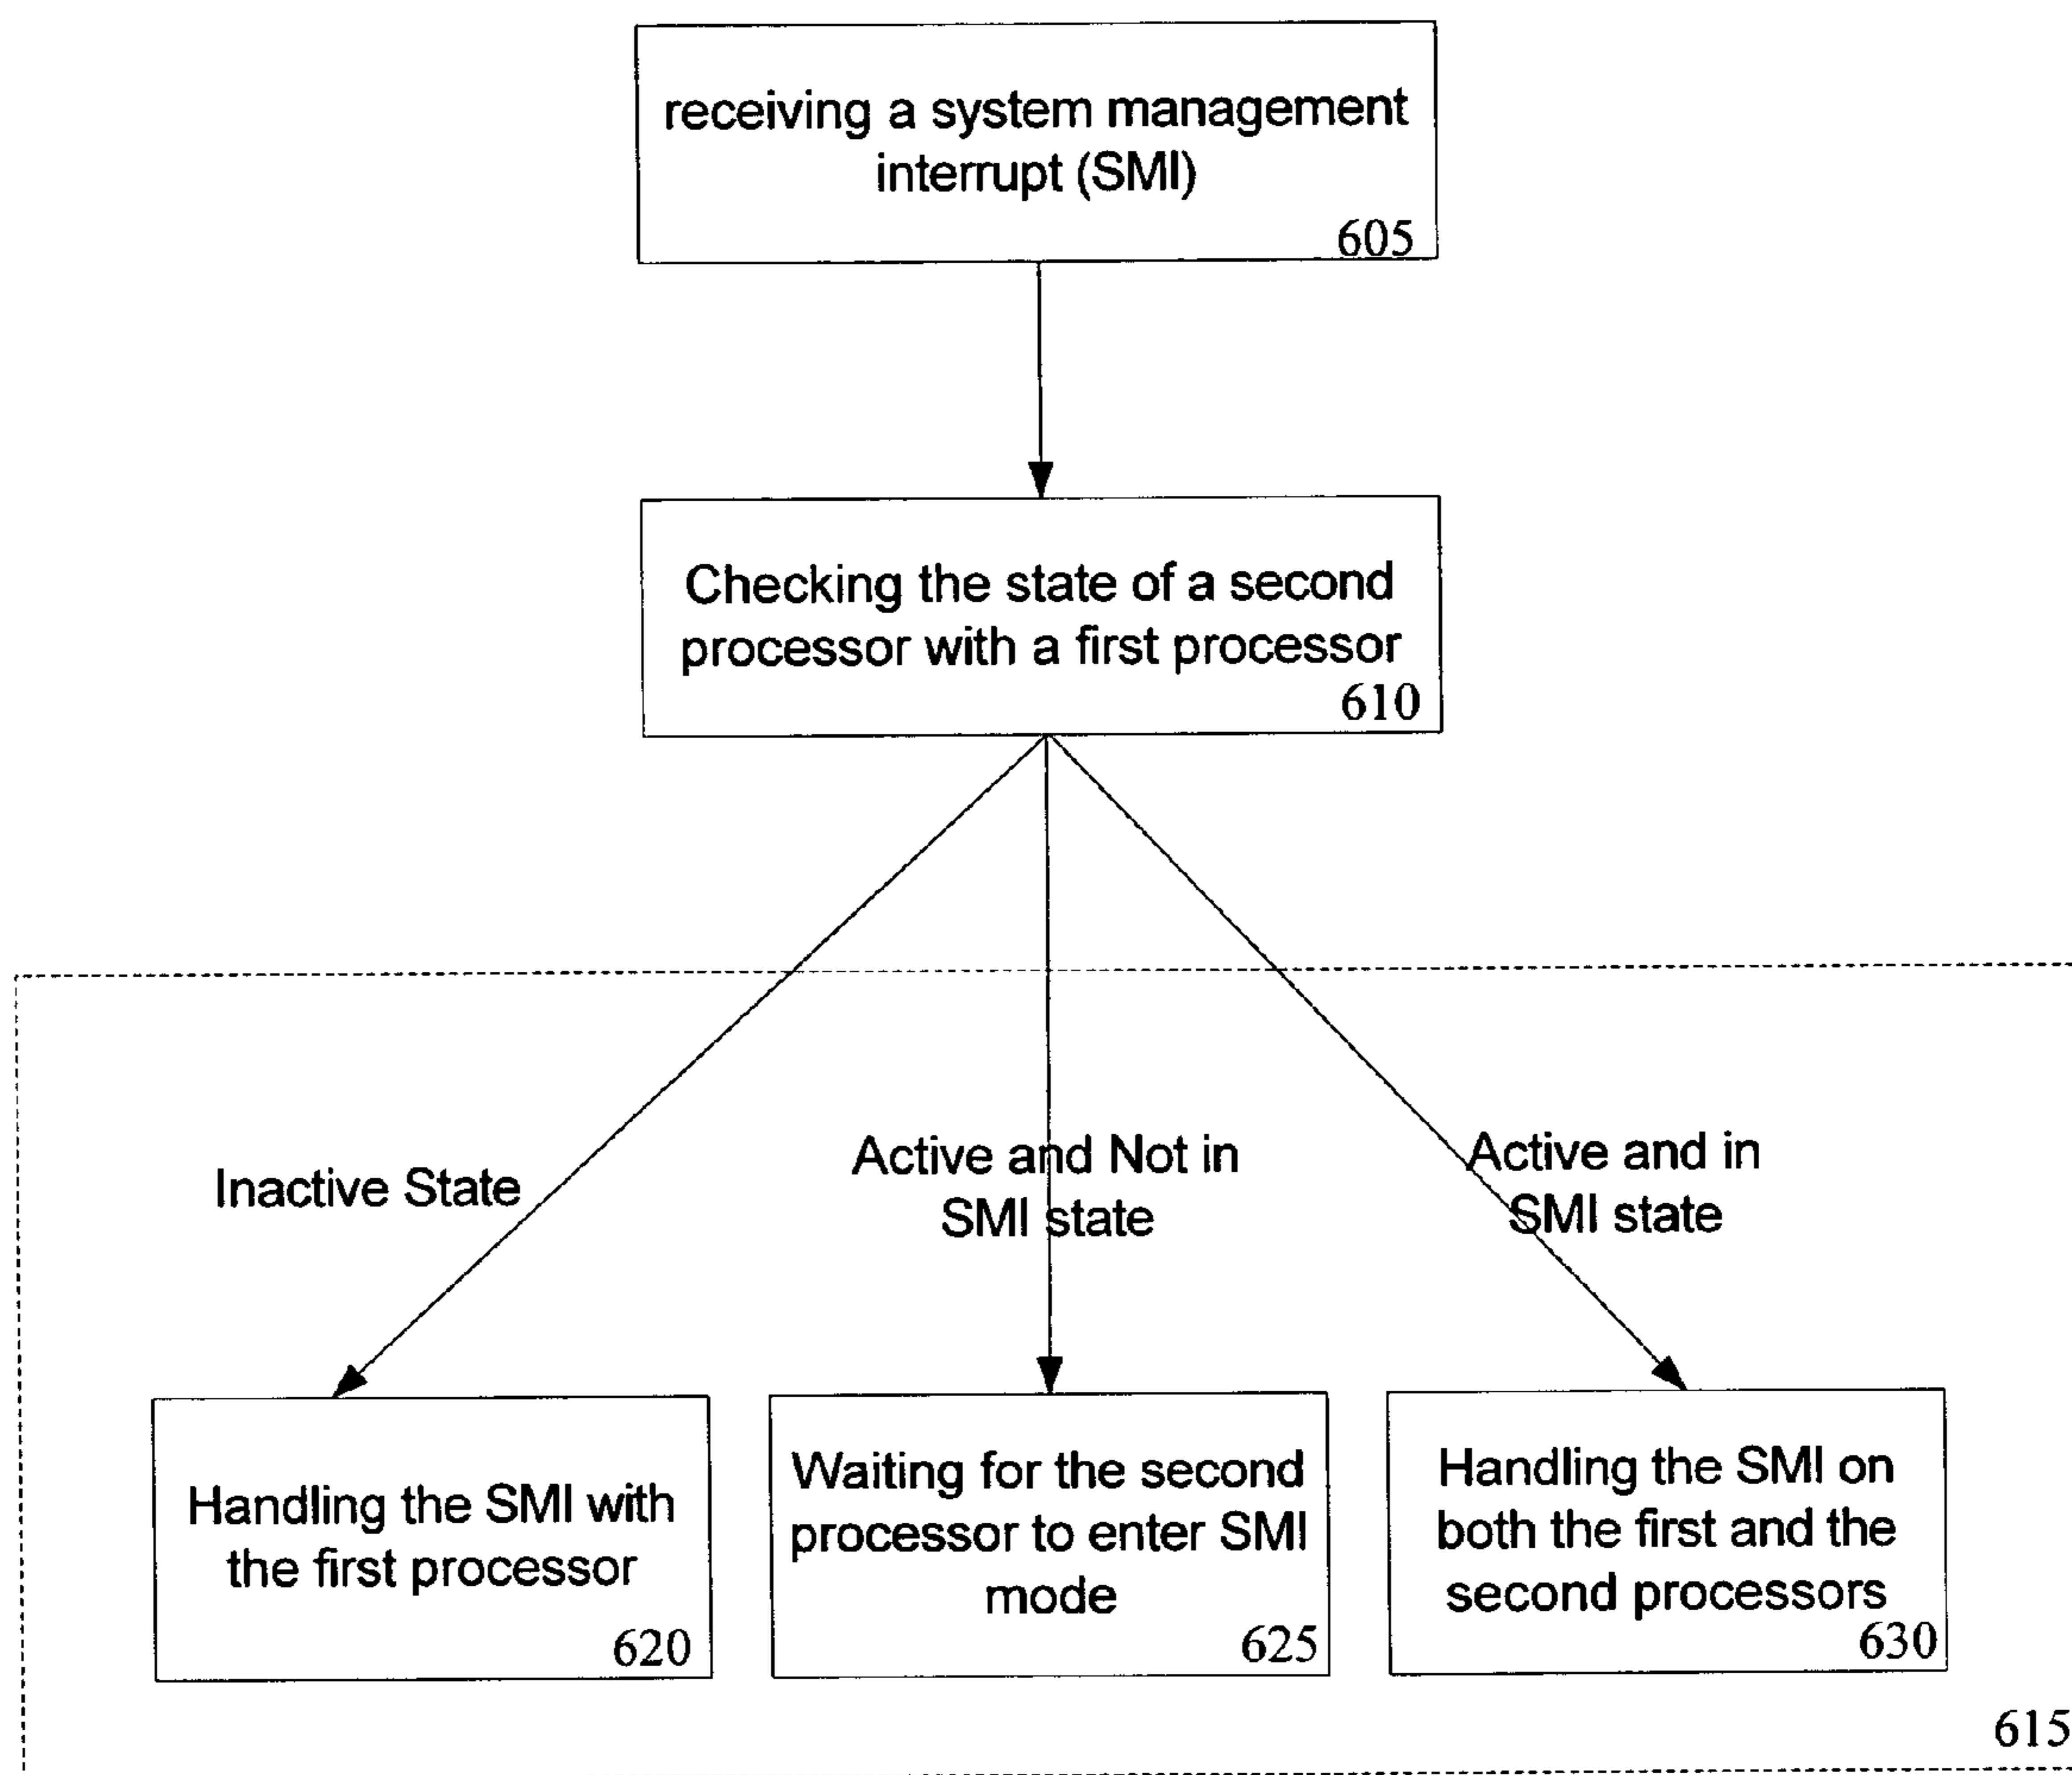 receiving a system management
interrupt (SMI)
605
Checking the state of a second
processor with a first processor
610
Inactive State
Active and Not in
SMI state
Active and in
SMI state
Handling the SMI with
the first processor
620
Waiting for the second
processor to enter SMI
mode
625
Handling the SMI on
both the first and the
second processors
630
615